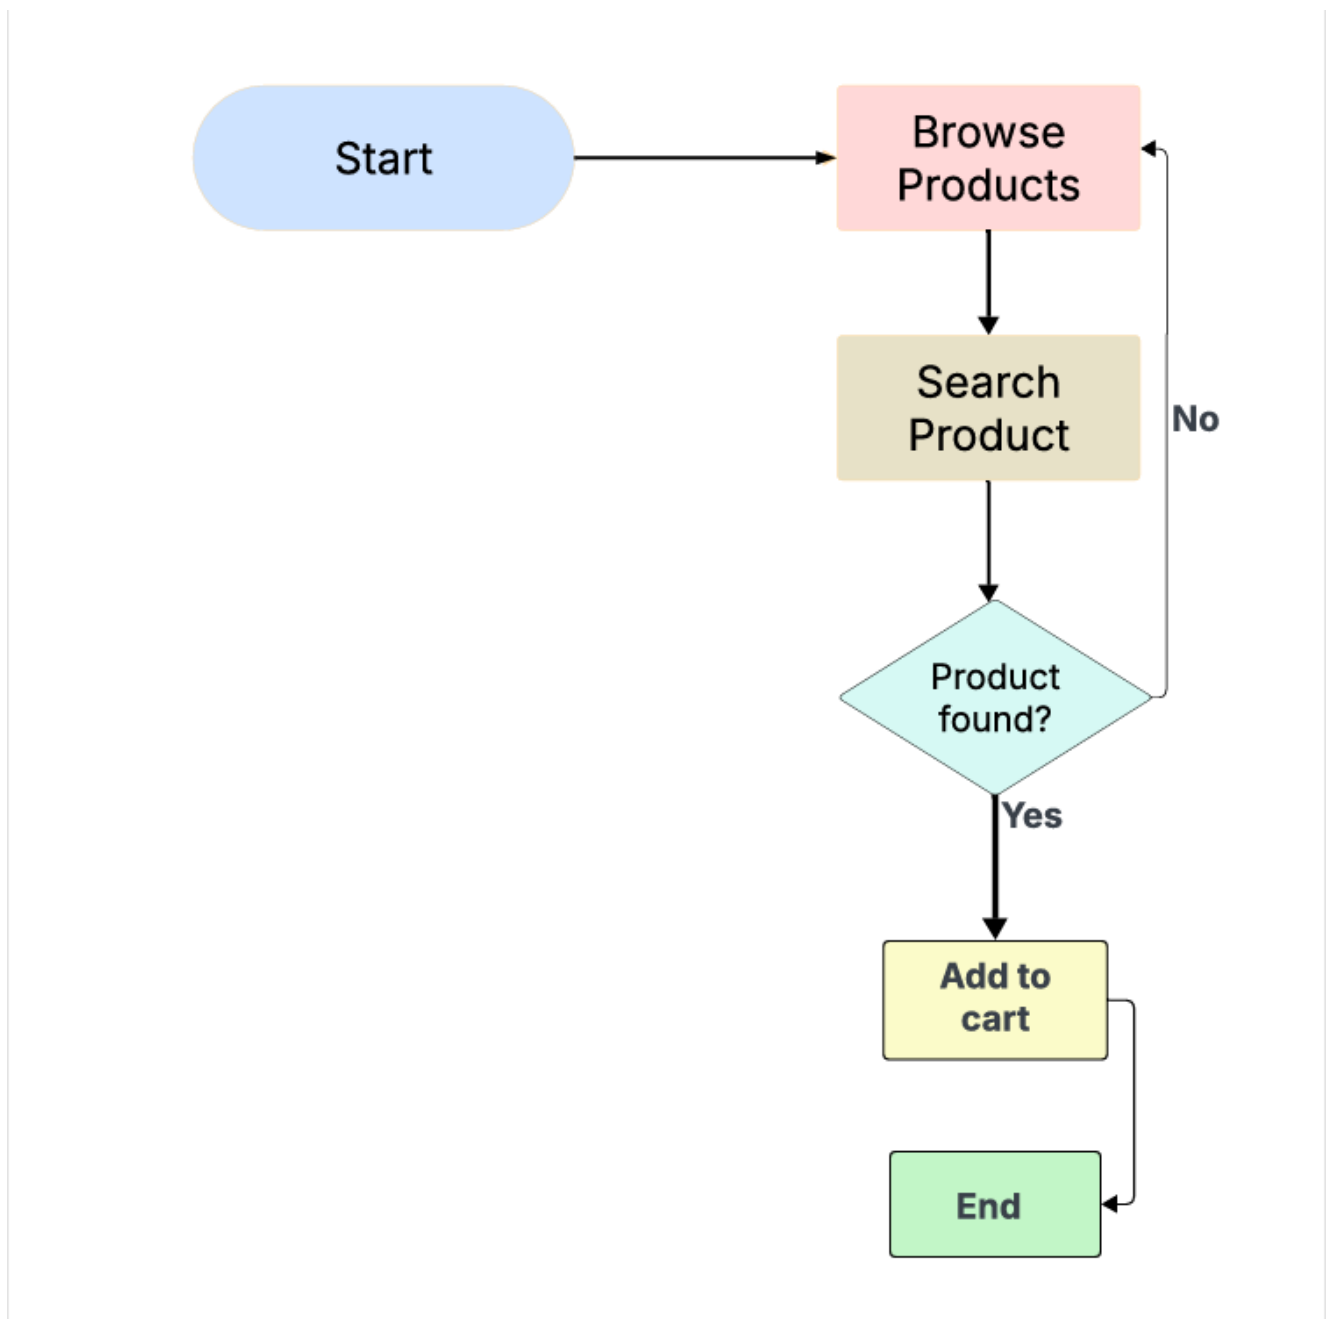 Start
Browse
Products
Search
Product
No
Product
found?
Yes
Add to
cart
End